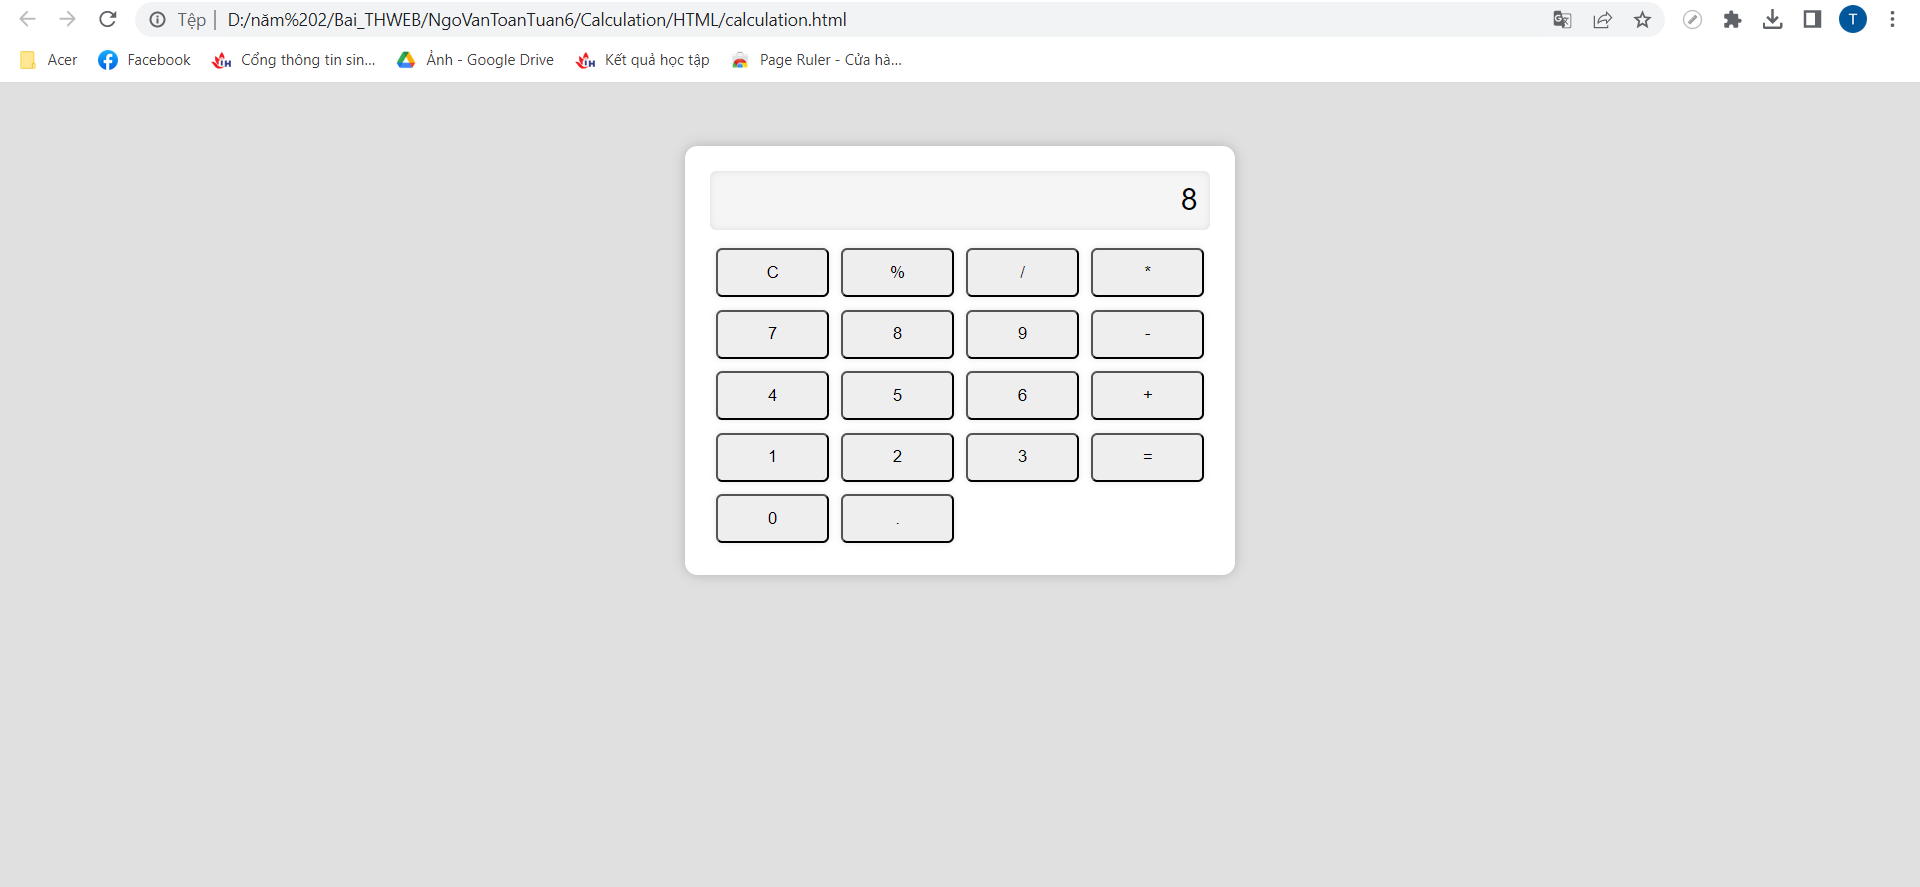 Tệp | D:/năm%202/Bai_THWEB/NgoVanToanTuan6/Calculation/HTML/calculation.html T
Acer Facebook Cổng thông tin sin... Ảnh - Google Drive Kết quả học tập Page Ruler - Cửa hà...
8
C % / *
7 8 9 -
4 5 6 +
1 2 3 =
0 .